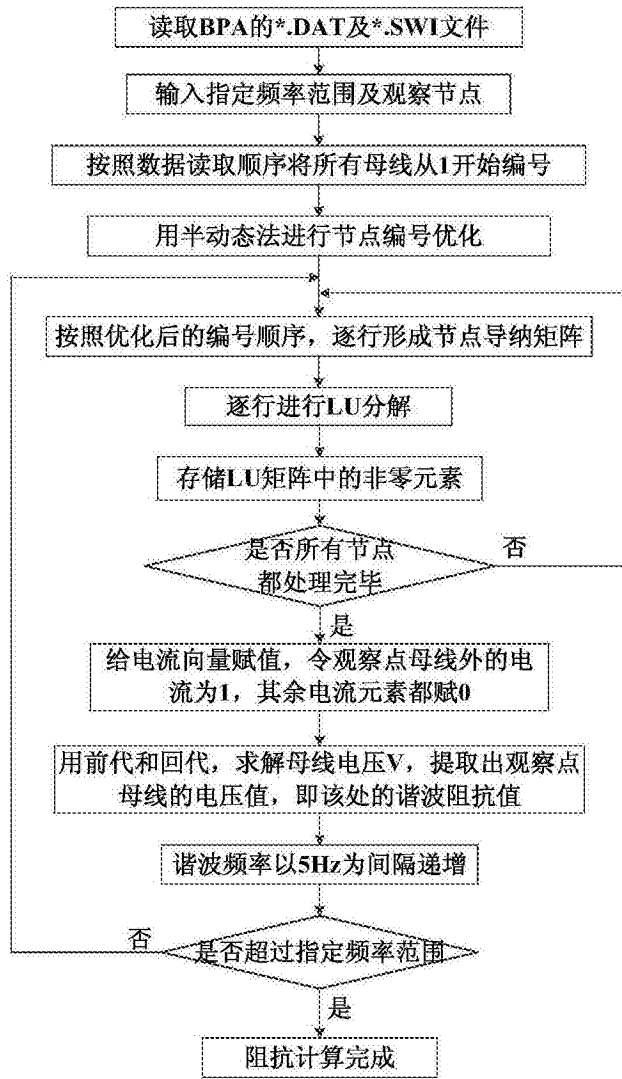 读取BPA的*.DAT及*.SWI文件
输入指定频率范围及观察节点
按照数据读取顺序将所有母线从1开始编号
用半动态法进行节点编号优化
按照优化后的编号顺序，逐行形成节点导纳矩阵
逐行进行LU分解
存储LU矩阵中的非零元素
是否所有节点
都处理完毕
否
是
给电流向量赋值，令观察点母线外的电
流为1，其余电流元素都赋0
用前代和回代，求解母线电压V，提取出观察点
母线的电压值，即该处的谐波阻抗值
谐波频率以5Hz为间隔递增
否
是否超过指定频率范围
是
阻抗计算完成